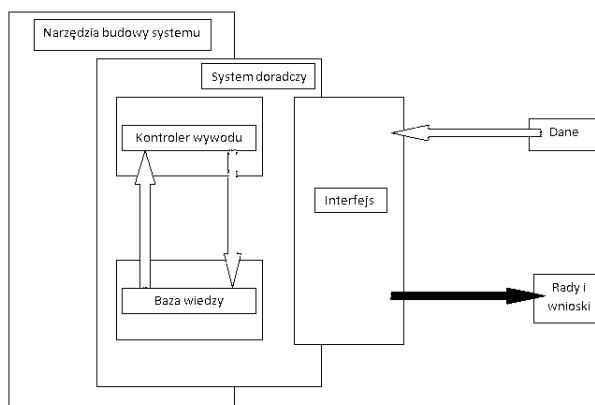 Narzędzia budowy systemu
System doradczy
Kontroler wywodu
Dane
Interfejs
Baza wiedzy
Rady i
wnioski